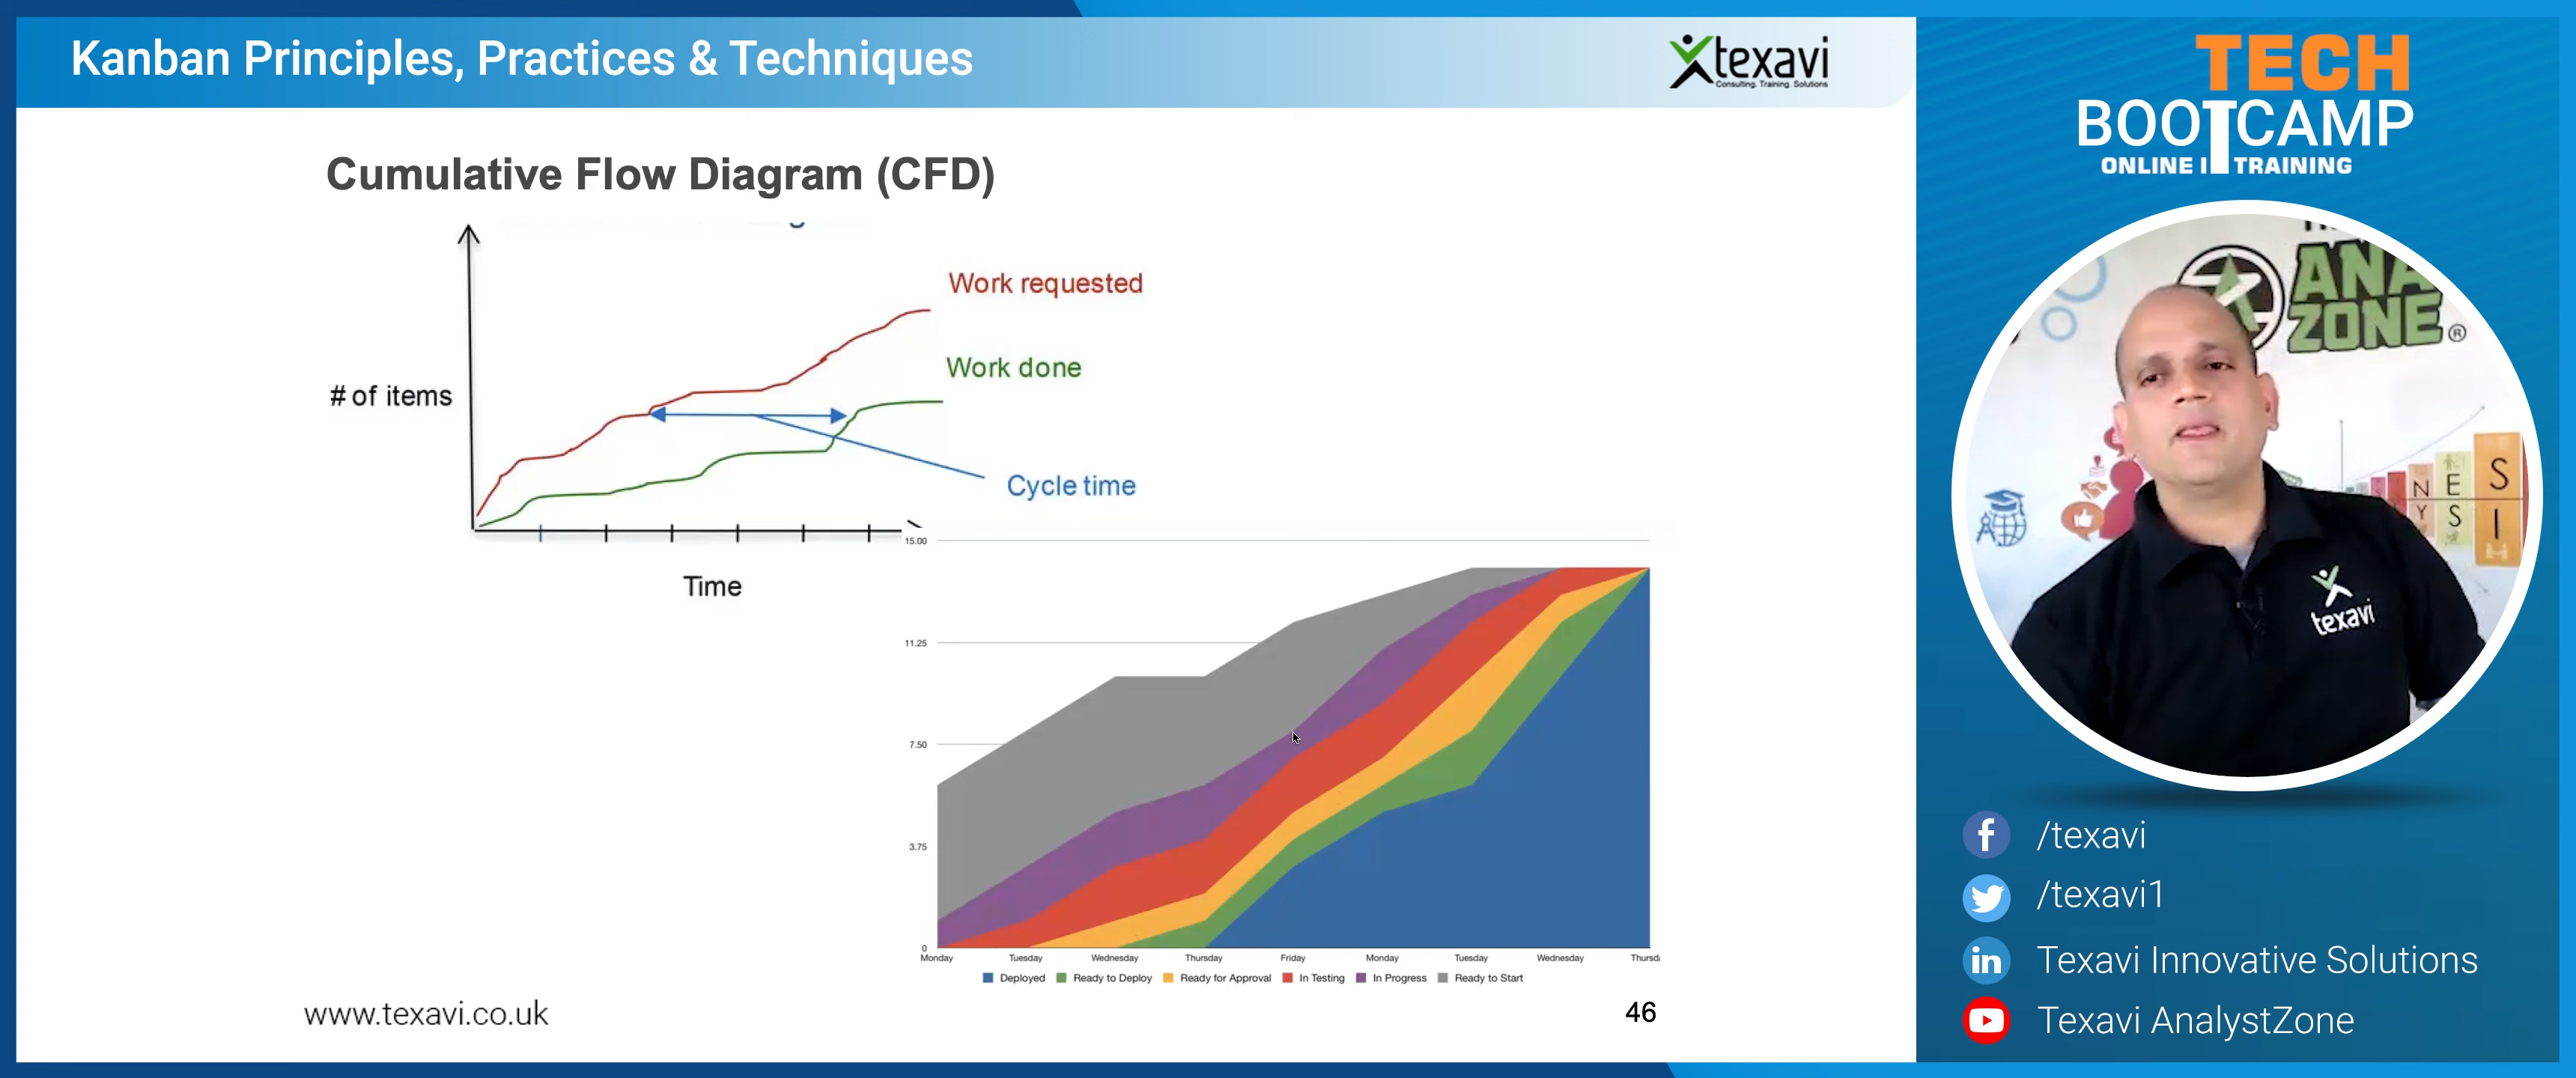 Kanban Principles, Practices & Techniques
texavi
Consulting. Training. Solutions
Cumulative Flow Diagram (CFD)
# of items
Work requested
Work done
Cycle time
Time
15.00
11.25
7.50
3.75
0
Monday Tuesday Wednesday Thursday Friday Monday Tuesday Wednesday Thursd
Deployed Ready to Deploy Ready for Approval In Testing In Progress Ready to Start
www.texavi.co.uk
46
TECH
BOOTCAMP
ONLINE IT TRAINING
ANA
ZONE ®
N E S
Y S I
texavi
/texavi
/texavi1
in Texavi Innovative Solutions
Texavi AnalystZone